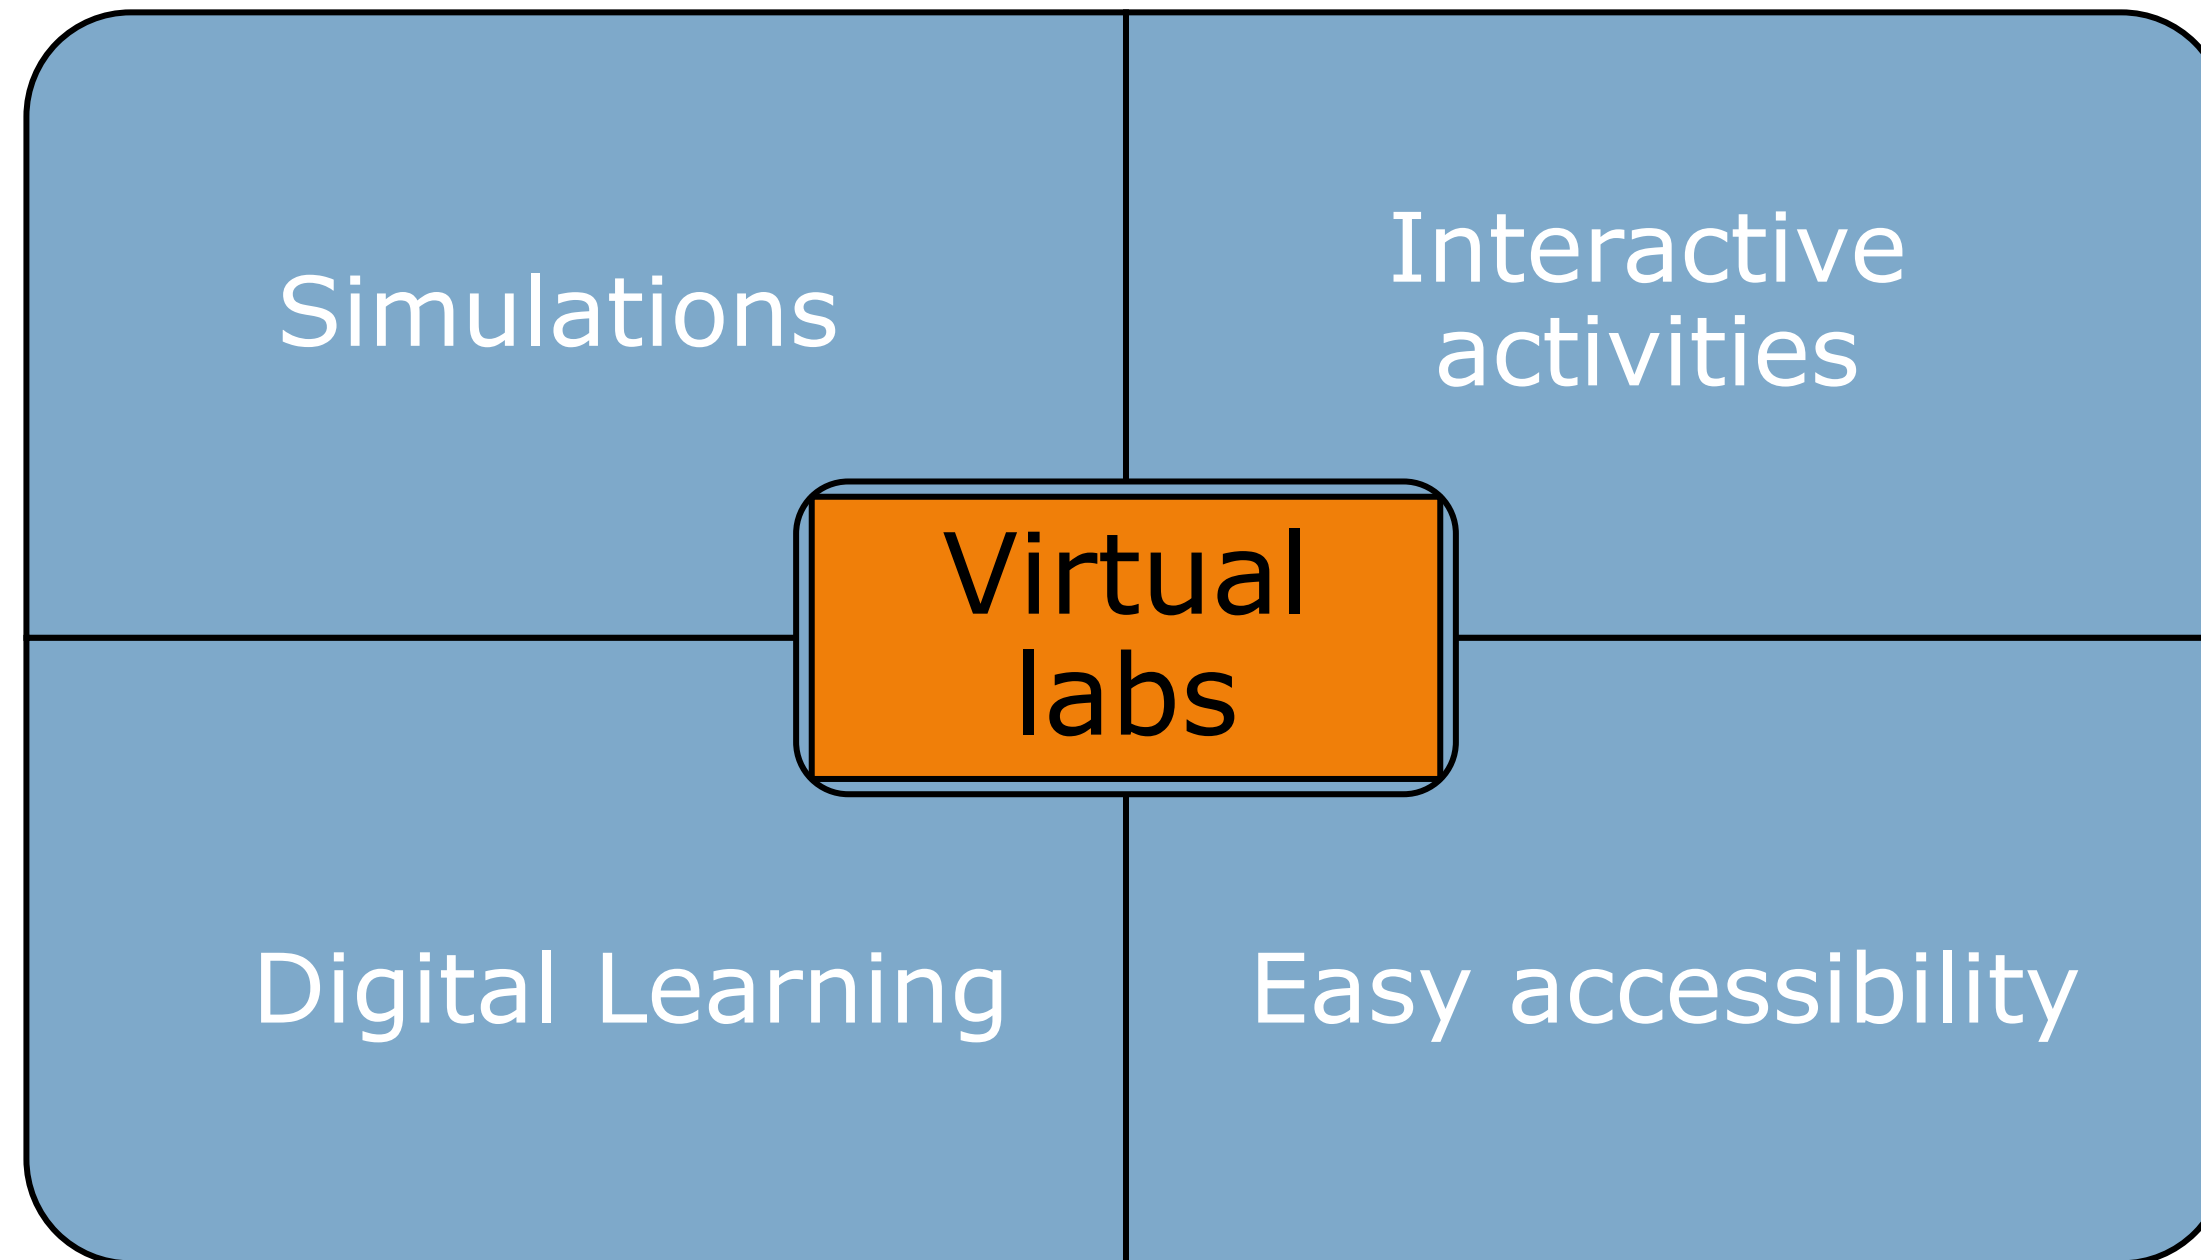 Simulations
Interactive
activities
Virtual
labs
Digital Learning
Easy accessibility